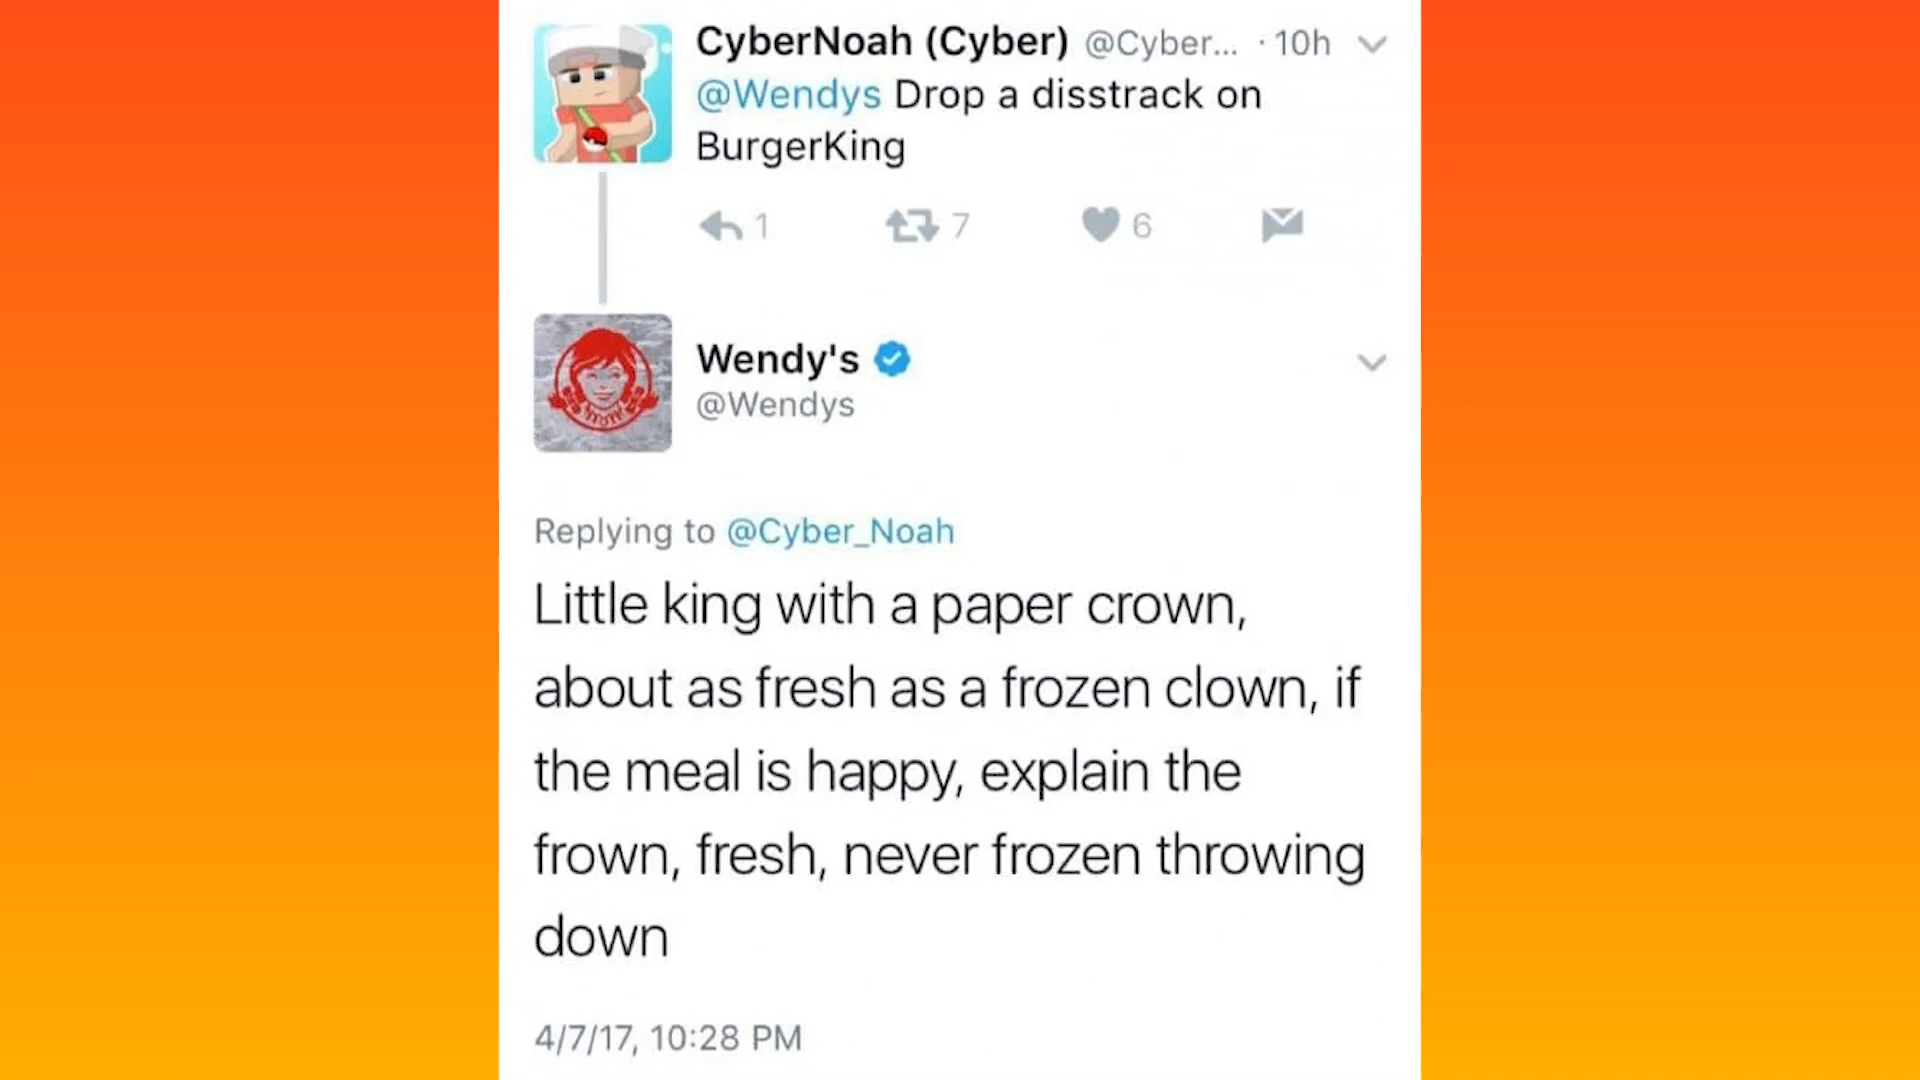 CyberNoah (Cyber) @Cyber... · 10h
@Wendys Drop a disstrack on
BurgerKing
1 7 6
Wendy's
@Wendys
Replying to @Cyber_Noah
Little king with a paper crown,
about as fresh as a frozen clown, if
the meal is happy, explain the
frown, fresh, never frozen throwing
down
4/7/17, 10:28 PM